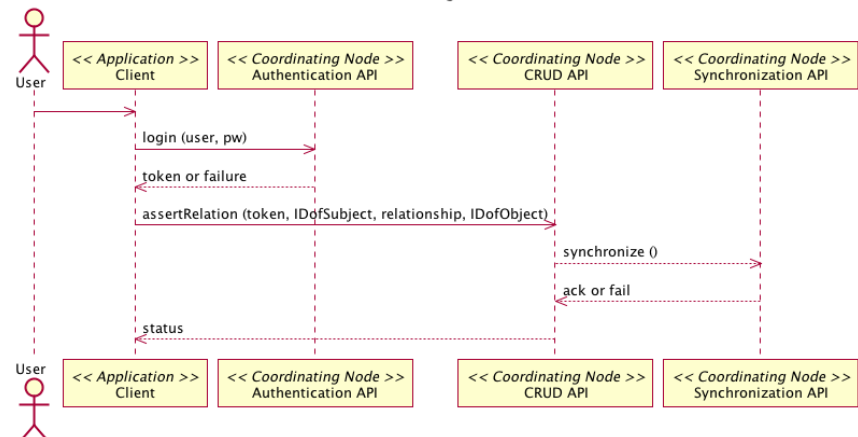 << Application >>
Client
<< Coordinating Node >>
Authentication API
<< Coordinating Node >>
CRUD API
<< Coordinating Node >>
Synchronization API
User
login (user, pw)
token or failure
assertRelation (token, IDofSubject, relationship, IDofObject)
synchronize ()
ack or fail
status
User
<< Application >>
Client
<< Coordinating Node >>
Authentication API
<< Coordinating Node >>
CRUD API
<< Coordinating Node >>
Synchronization API